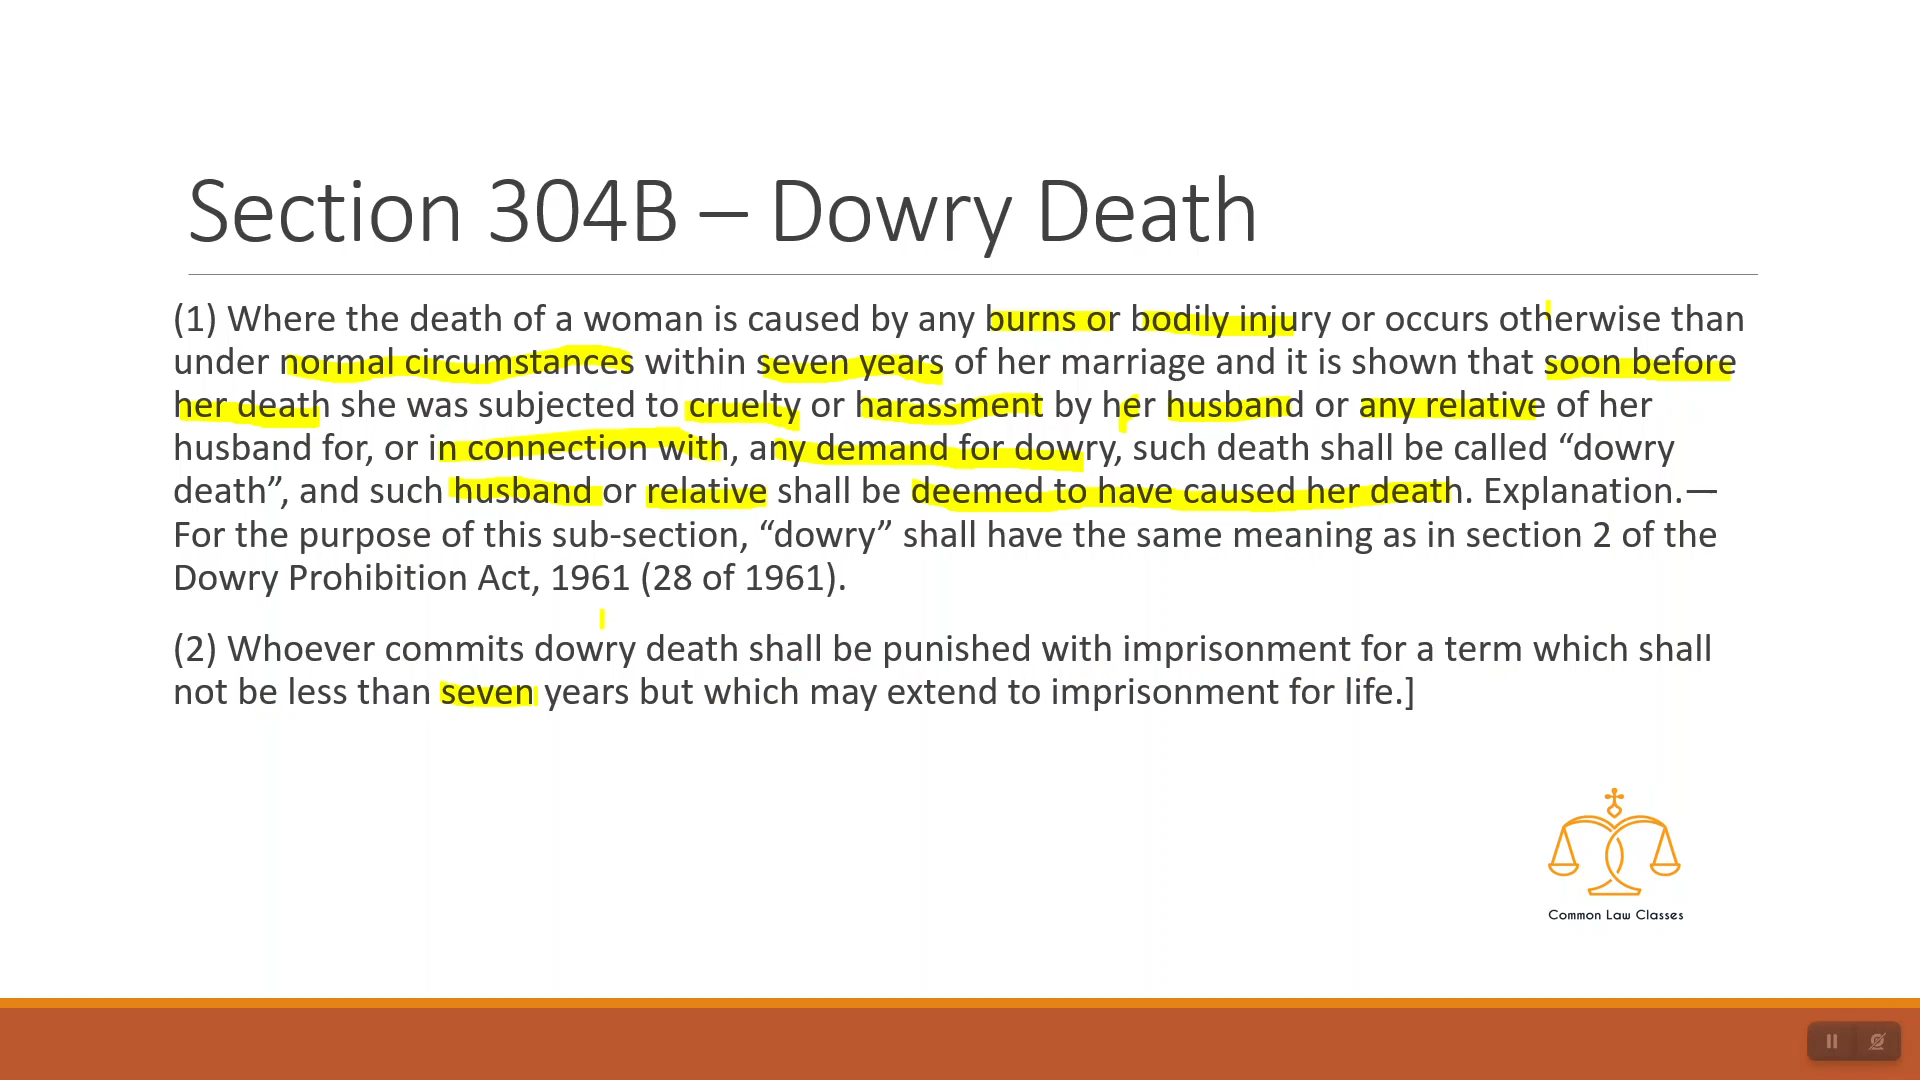 Section 304B – Dowry Death
(1) Where the death of a woman is caused by any burns or bodily injury or occurs otherwise than
under normal circumstances within seven years of her marriage and it is shown that soon before
her death she was subjected to cruelty or harassment by her husband or any relative of her
husband for, or in connection with, any demand for dowry, such death shall be called “dowry
death”, and such husband or relative shall be deemed to have caused her death. Explanation.—
For the purpose of this sub-section, “dowry” shall have the same meaning as in section 2 of the
Dowry Prohibition Act, 1961 (28 of 1961).
(2) Whoever commits dowry death shall be punished with imprisonment for a term which shall
not be less than seven years but which may extend to imprisonment for life.]
Common Law Classes